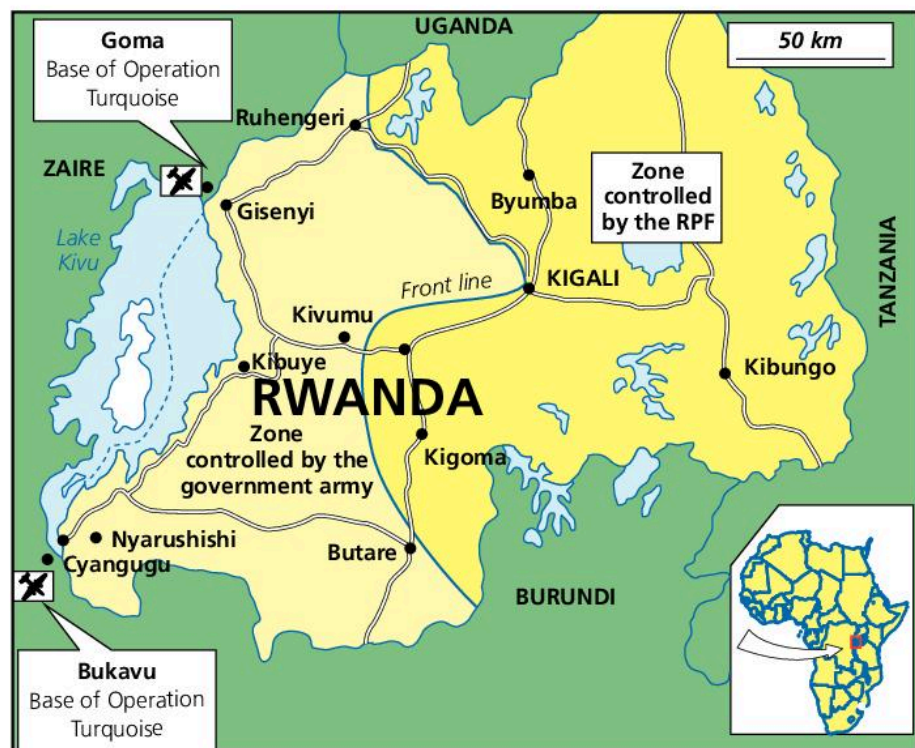 Goma
Base of Operation
Turquoise
UGANDA
50 km
Ruhengeri
ZAIRE
Byumba
Zone
controlled
by the RPF
Gisenyi
Lake
Kivu
TANZANIA
Front line
KIGALI
Kivumu
Kibuye
Kibungo
RWANDA
Zone
controlled by the
government army
Kigoma
Nyarushishi
Butare
Cyangugu
BURUNDI
Bukavu
Base of Operation
Turquoise